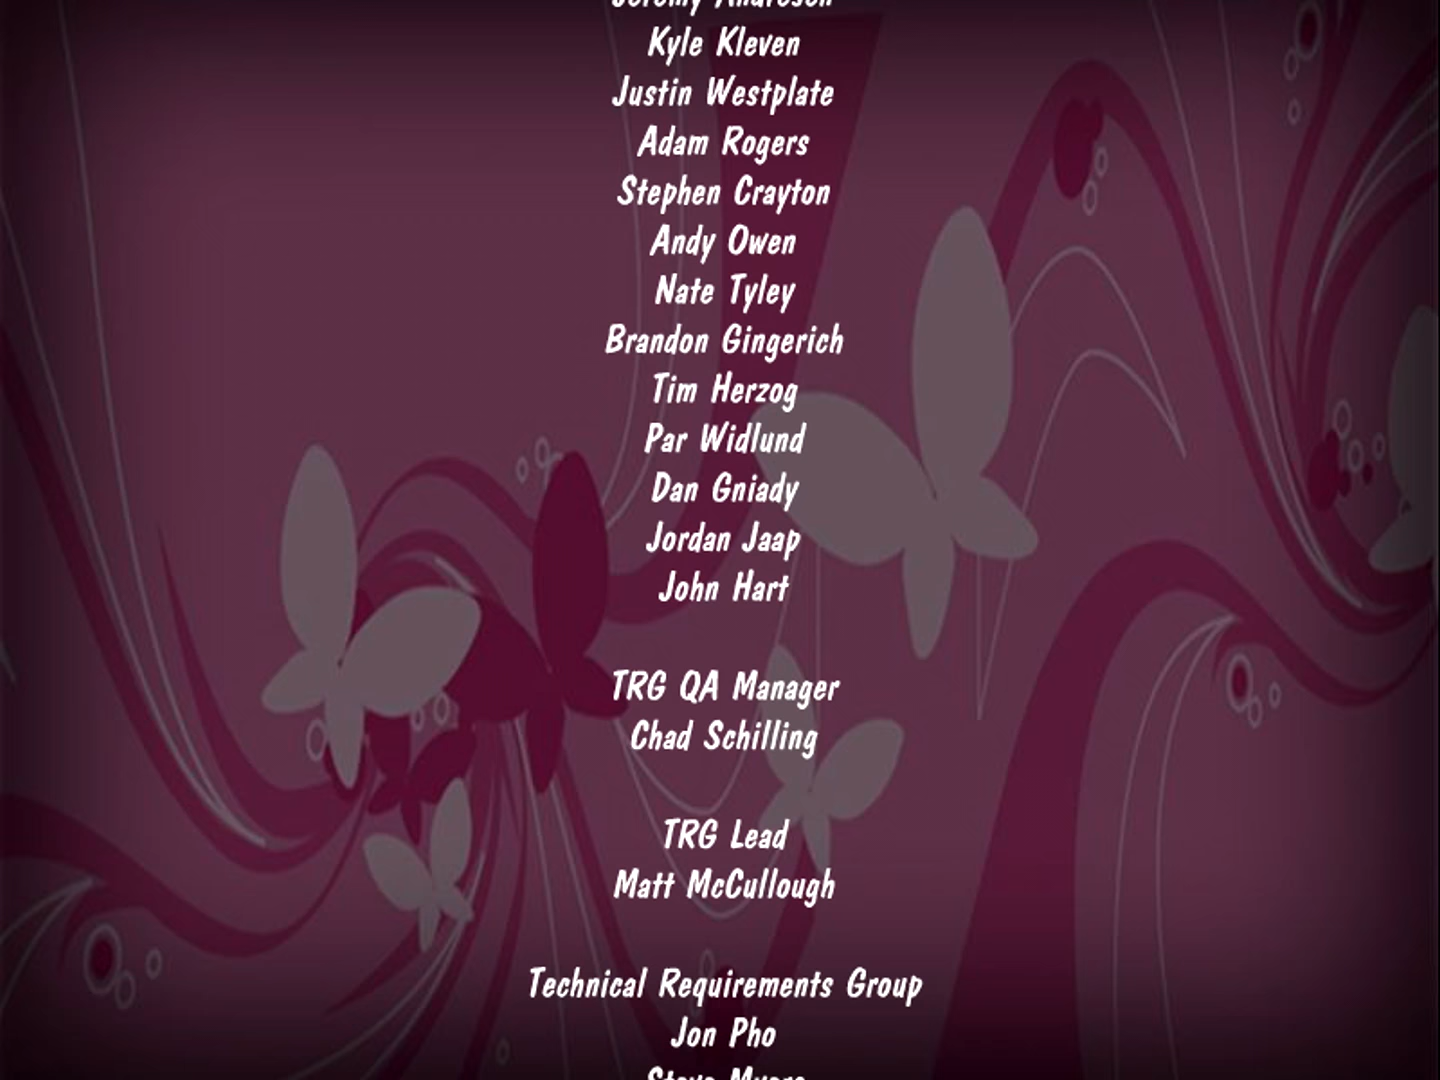 Jeremy Andresen
Kyle Kleven
Justin Westplate
Adam Rogers
Stephen Crayton
Andy Owen
Nate Tyley
Brandon Gingerich
Tim Herzog
Par Widlund
Dan Gniady
Jordan Jaap
John Hart
TRG QA Manager
Chad Schilling
TRG Lead
Matt McCullough
Technical Requirements Group
Jon Pho